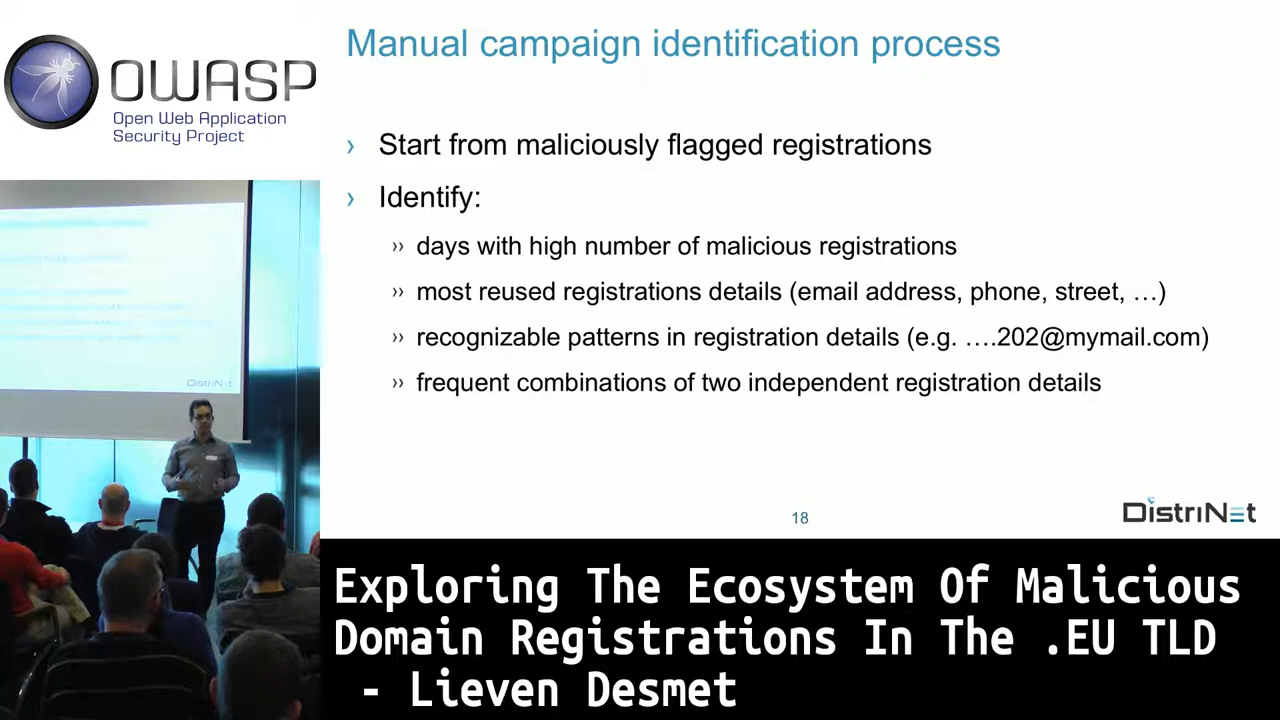 OWASP
Open Web Application
Security Project
Manual campaign identification process
› Start from maliciously flagged registrations
› Identify:
›› days with high number of malicious registrations
›› most reused registrations details (email address, phone, street, …)
›› recognizable patterns in registration details (e.g. ….202@mymail.com)
›› frequent combinations of two independent registration details
18
DistriNet
DistriNet
Exploring The Ecosystem Of Malicious
Domain Registrations In The .EU TLD
- Lieven Desmet